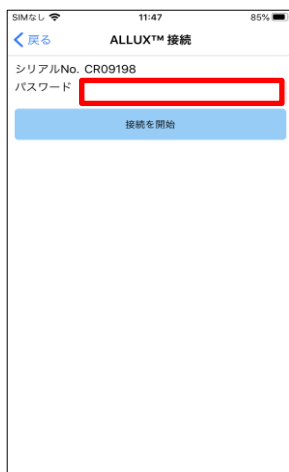 SIMなし 11:47 85%
戻る ALLUX™ 接続
シリアルNo. CR09198
パスワード
接続を開始